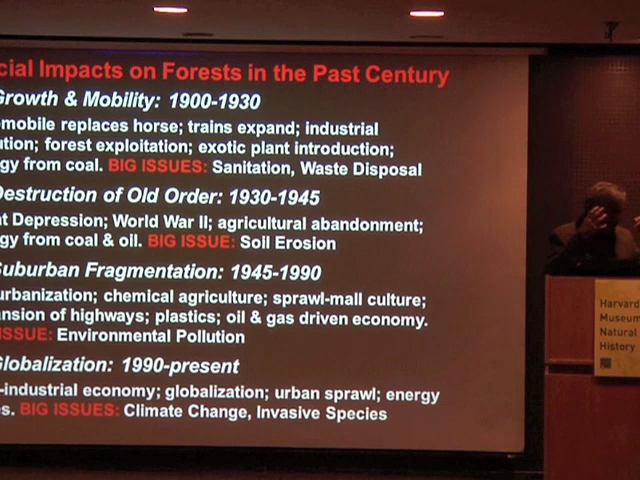 cial Impacts on Forests in the Past Century
Growth & Mobility: 1900-1930
mobile replaces horse; trains expand; industrial
ution; forest exploitation; exotic plant introduction;
gy from coal. BIG ISSUES: Sanitation, Waste Disposal
Destruction of Old Order: 1930-1945
at Depression; World War II; agricultural abandonment;
gy from coal & oil. BIG ISSUE: Soil Erosion
Suburban Fragmentation: 1945-1990
urbanization; chemical agriculture; sprawl-mall culture;
ansion of highways; plastics; oil & gas driven economy.
ISSUE: Environmental Pollution
Globalization: 1990-present
-industrial economy; globalization; urban sprawl; energy
s. BIG ISSUES: Climate Change, Invasive Species
Harvard
Museum
Natural
History